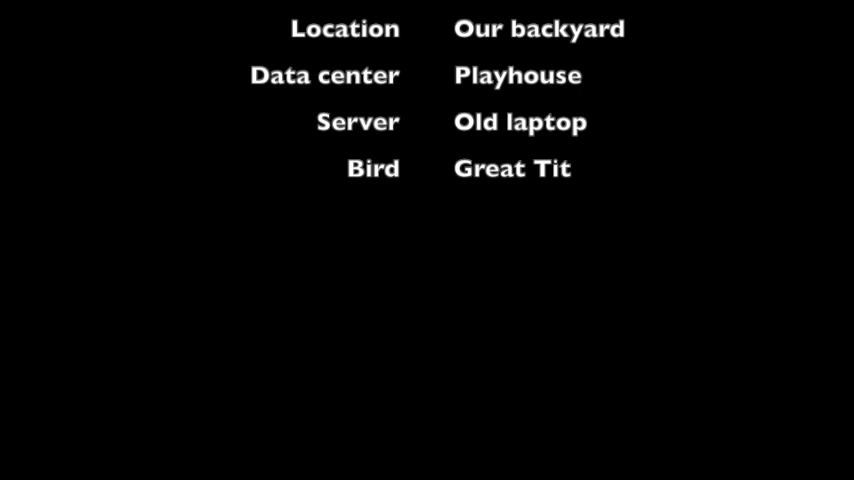 Location Our backyard
Data center Playhouse
Server Old laptop
Bird Great Tit